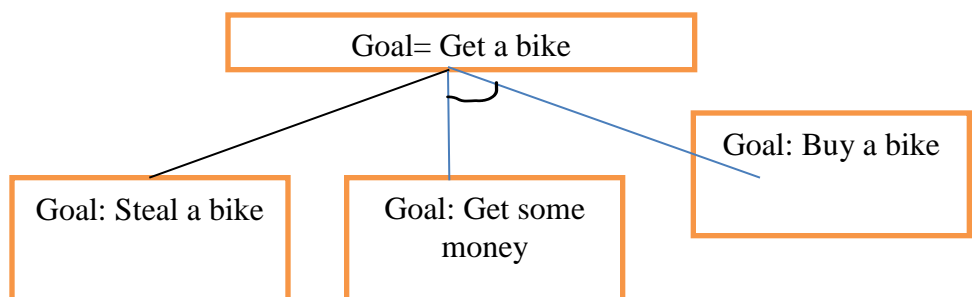 Goal= Get a bike
Goal: Buy a bike
Goal: Steal a bike
Goal: Get some
money